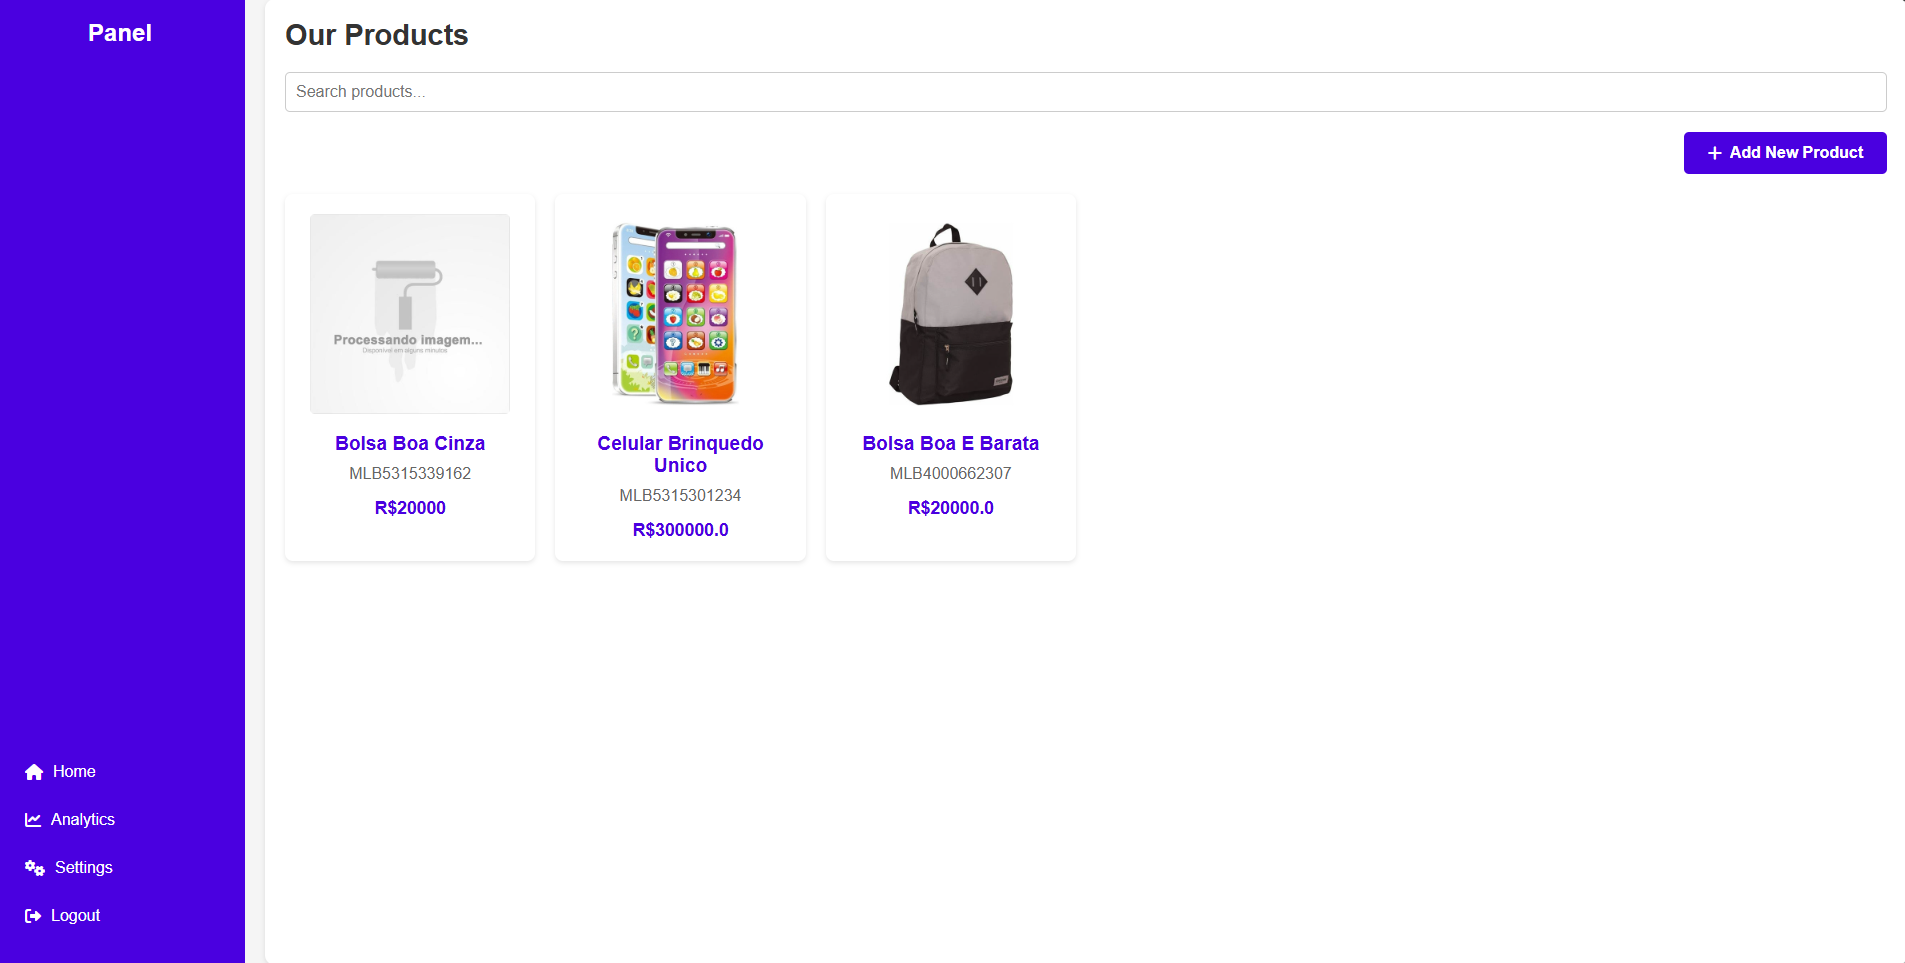 Panel
Our Products
Search products...
Add New Product
Processando imagem...
Disponível em alguns minutos
Bolsa Boa Cinza
MLB5315339162
R$20000
Celular Brinquedo
Unico
MLB5315301234
R$300000.0
Bolsa Boa E Barata
MLB4000662307
R$20000.0
Home
Analytics
Settings
Logout